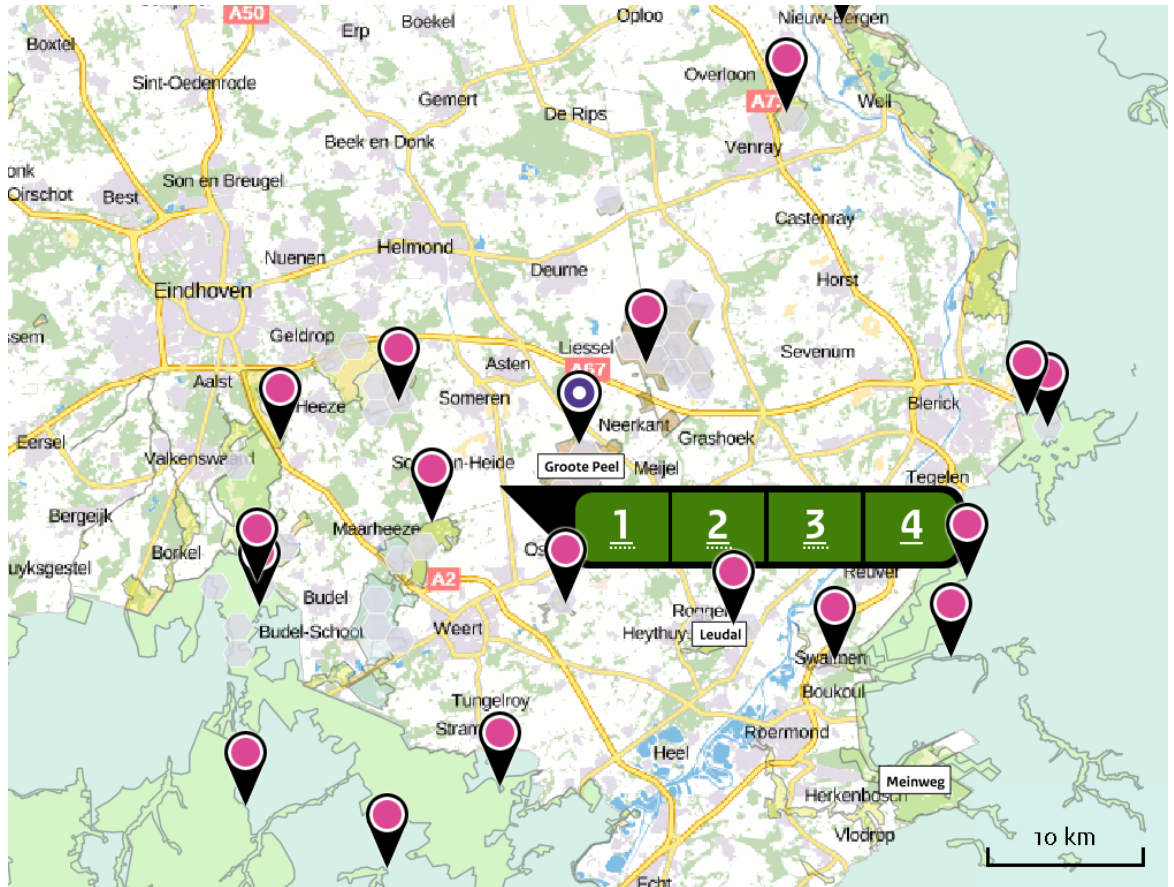 A50
Boekel
Oploo
Nieuw-Bergen
Boxtel
Erp
Sint-Oedenrode
Overloon
Gemert
A73
Well
De Rips
Beek en Donk
Venray
Son en Breugel
Oirschot
Best
Castenray
Nuenen
Helmond
Deurne
Eindhoven
Horst
Geldrop
Liessel
Sevenum
Asten
A67
Aalst
Heeze
Someren
Blerick
Neerkant
Grashoek
Eersel
Valkenswaard
Groote Peel
Meijel
Tegelen
Bergeijk
Maarheeze
1 2 3 4
Borkel
A2
Reuver
Budel
Budel-Schoot
Weert
Heythuy
Leudal
Swalmen
Tungelroy
Boukoul
Stram
Roermond
Heel
Meinweg
Herkenbosch
Vlodrop
10 km
Echt